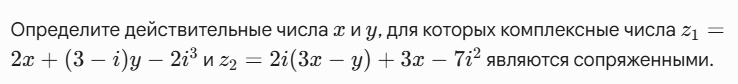 Определите действительные числа x и y, для которых комплексные числа z₁ =
2x + (3 − i)y − 2i³ и z₂ = 2i(3x − y) + 3x − 7i² являются сопряженными.